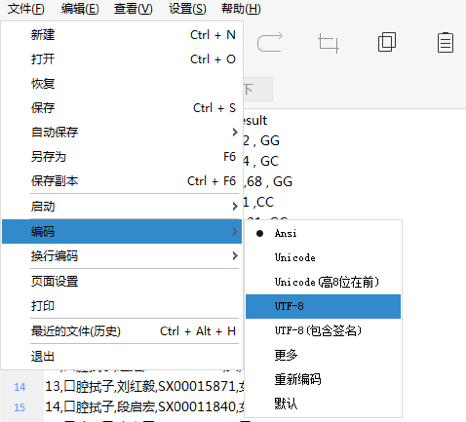 文件(F) 编辑(E) 查看(V) 设置(S) 帮助(H)
新建 Ctrl + N
打开 Ctrl + O
恢复
保存 Ctrl + S
自动保存
另存为 F6
保存副本 Ctrl + F6
启动
编码
换行编码
页面设置
打印
最近的文件(历史) Ctrl + Alt + H
退出
下
esult
2 , GG
4 , GC
,68 , GG
1 ,CC
Ansi
Unicode
Unicode(高8位在前)
UTF-8
UTF-8(包含签名)
更多
重新编码
默认
14 13,口腔拭子,刘红毅,SX00015871,女
15 14,口腔拭子,段启宏,SX00011840,女